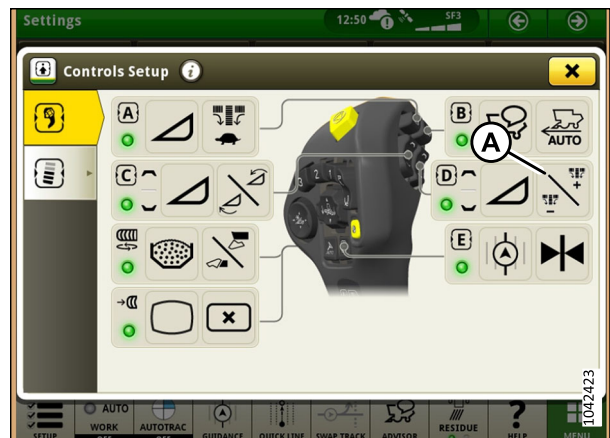 Settings
12:50
SF3
Controls Setup
A
B
AUTO
A
C
D
E
3 2 1
AUTO
WORK
AUTOTRAC
ADVISOR
RESIDUE
?
HELP
MENU
SETUP
GUIDANCE
QUICK LINE
SWAP TRACK
1042423